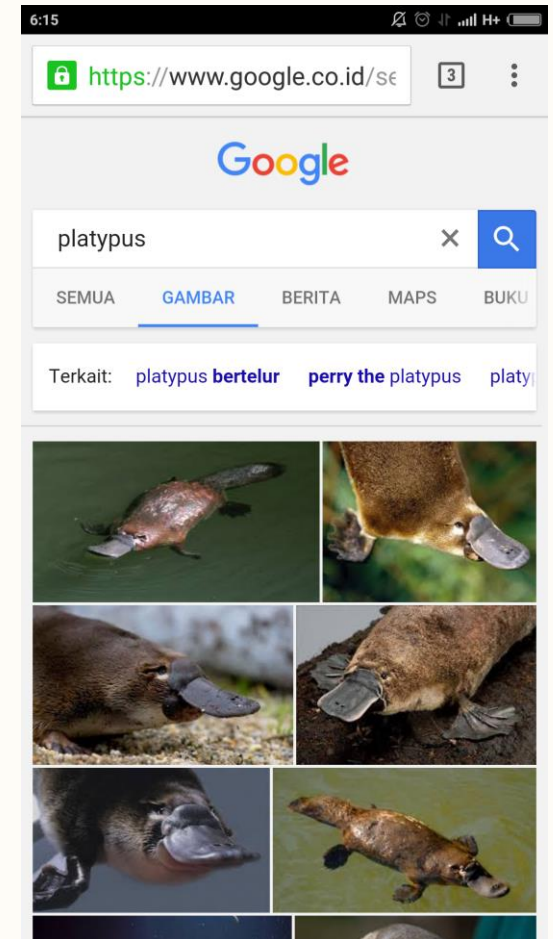 6:15 H+
https://www.google.co.id/se
3
Google
platypus
SEMUA GAMBAR BERITA MAPS BUKU
Terkait: platypus bertelur perry the platypus platy